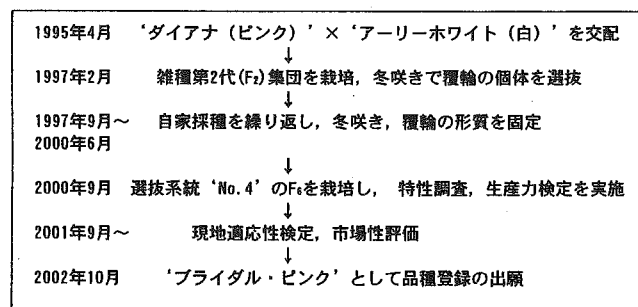 1995年4月 ‘ダイアナ(ピンク)’×‘アーリーホワイト(白)’を交配
↓
1997年2月 雑種第2代(F₂)集団を栽培,冬咲きで覆輪の個体を選抜
↓
1997年9月~ 自家採種を繰り返し,冬咲き,覆輪の形質を固定
2000年6月
↓
2000年9月 選抜系統‘No.4’のF₆を栽培し, 特性調査,生産力検定を実施
↓
2001年9月~ 現地適応性検定,市場性評価
↓
2002年10月 ‘ブライダル・ピンク’として品種登録の出願